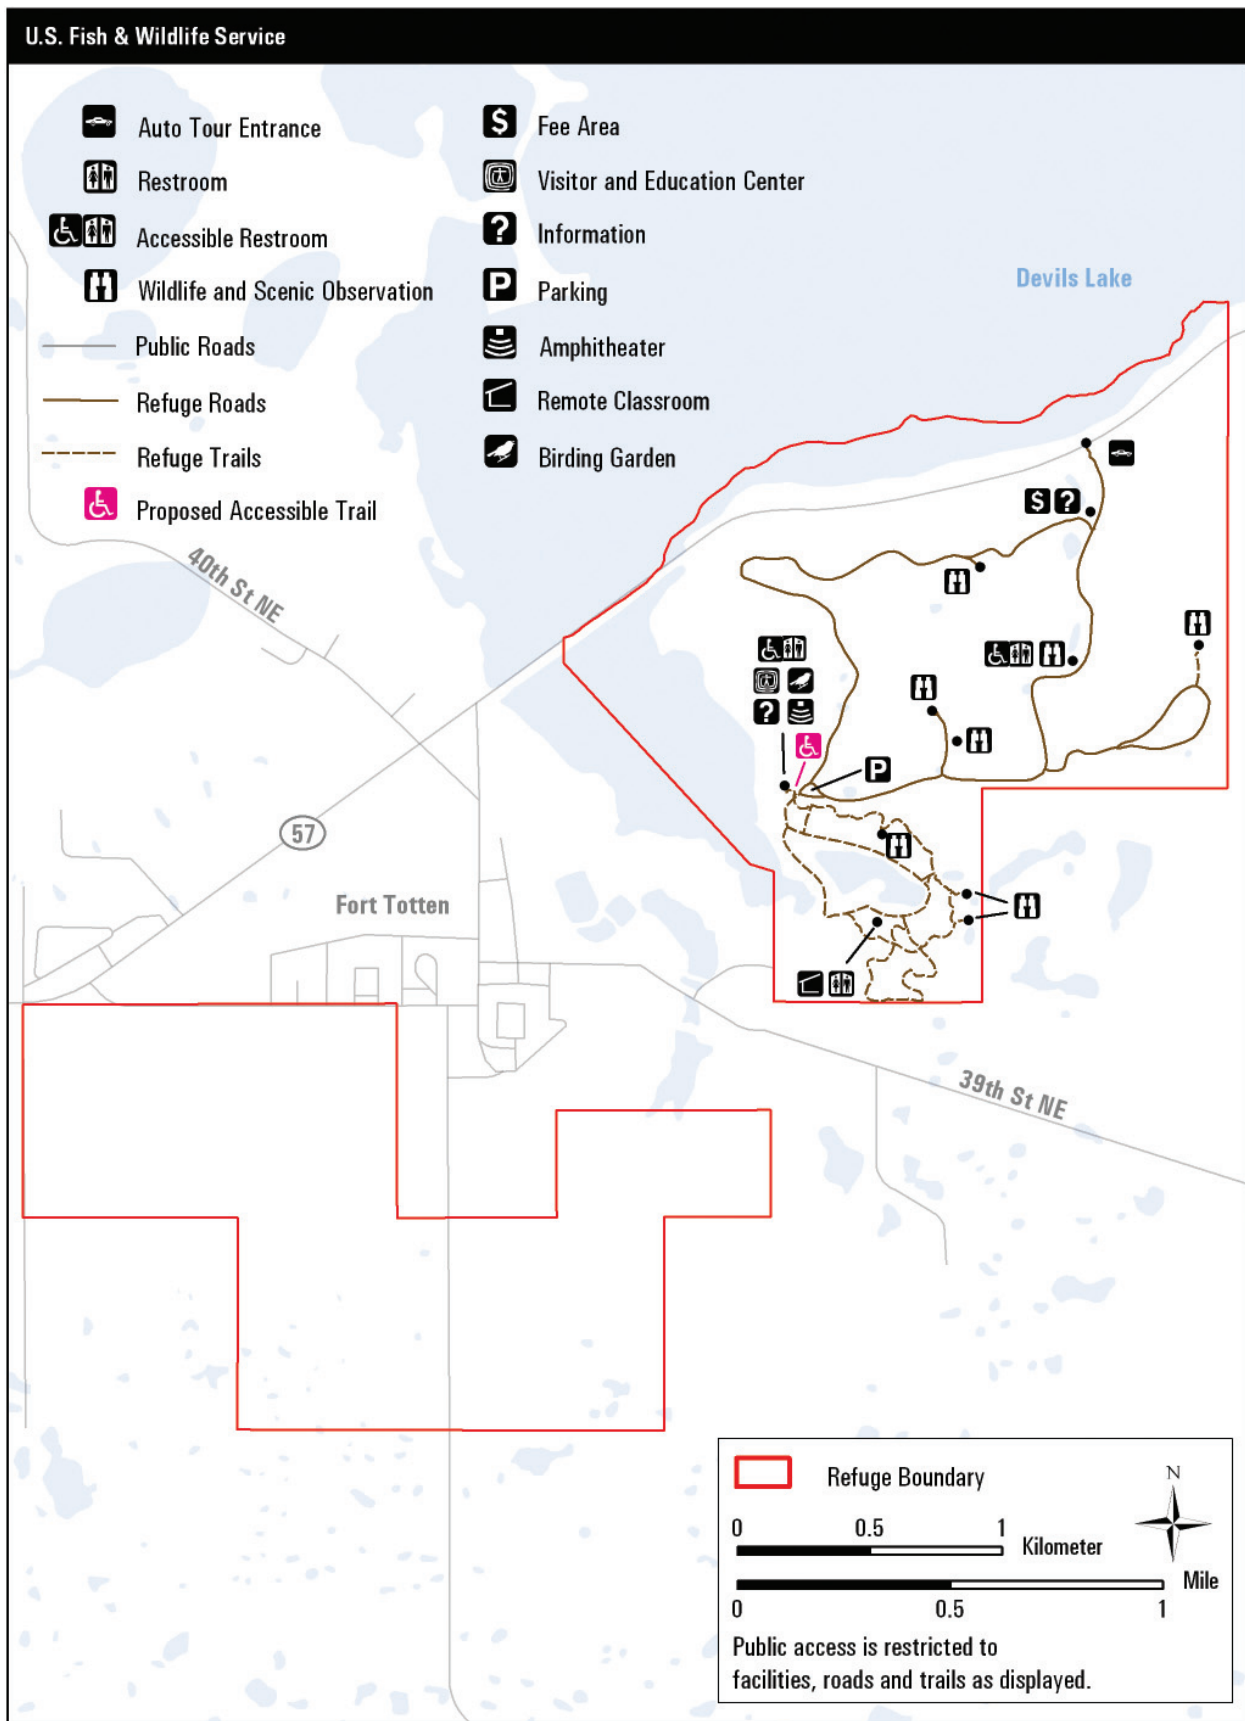 U.S. Fish & Wildlife Service
Auto Tour Entrance
Restroom
Accessible Restroom
Wildlife and Scenic Observation
Public Roads
Refuge Roads
Refuge Trails
Proposed Accessible Trail
$ Fee Area
Visitor and Education Center
? Information
P Parking
Amphitheater
Remote Classroom
Birding Garden
Devils Lake
40th St NE
$ ?
?
P
57
Fort Totten
39th St NE
Refuge Boundary
N
0 0.5 1
Kilometer
Mile
0 0.5 1
Public access is restricted to
facilities, roads and trails as displayed.